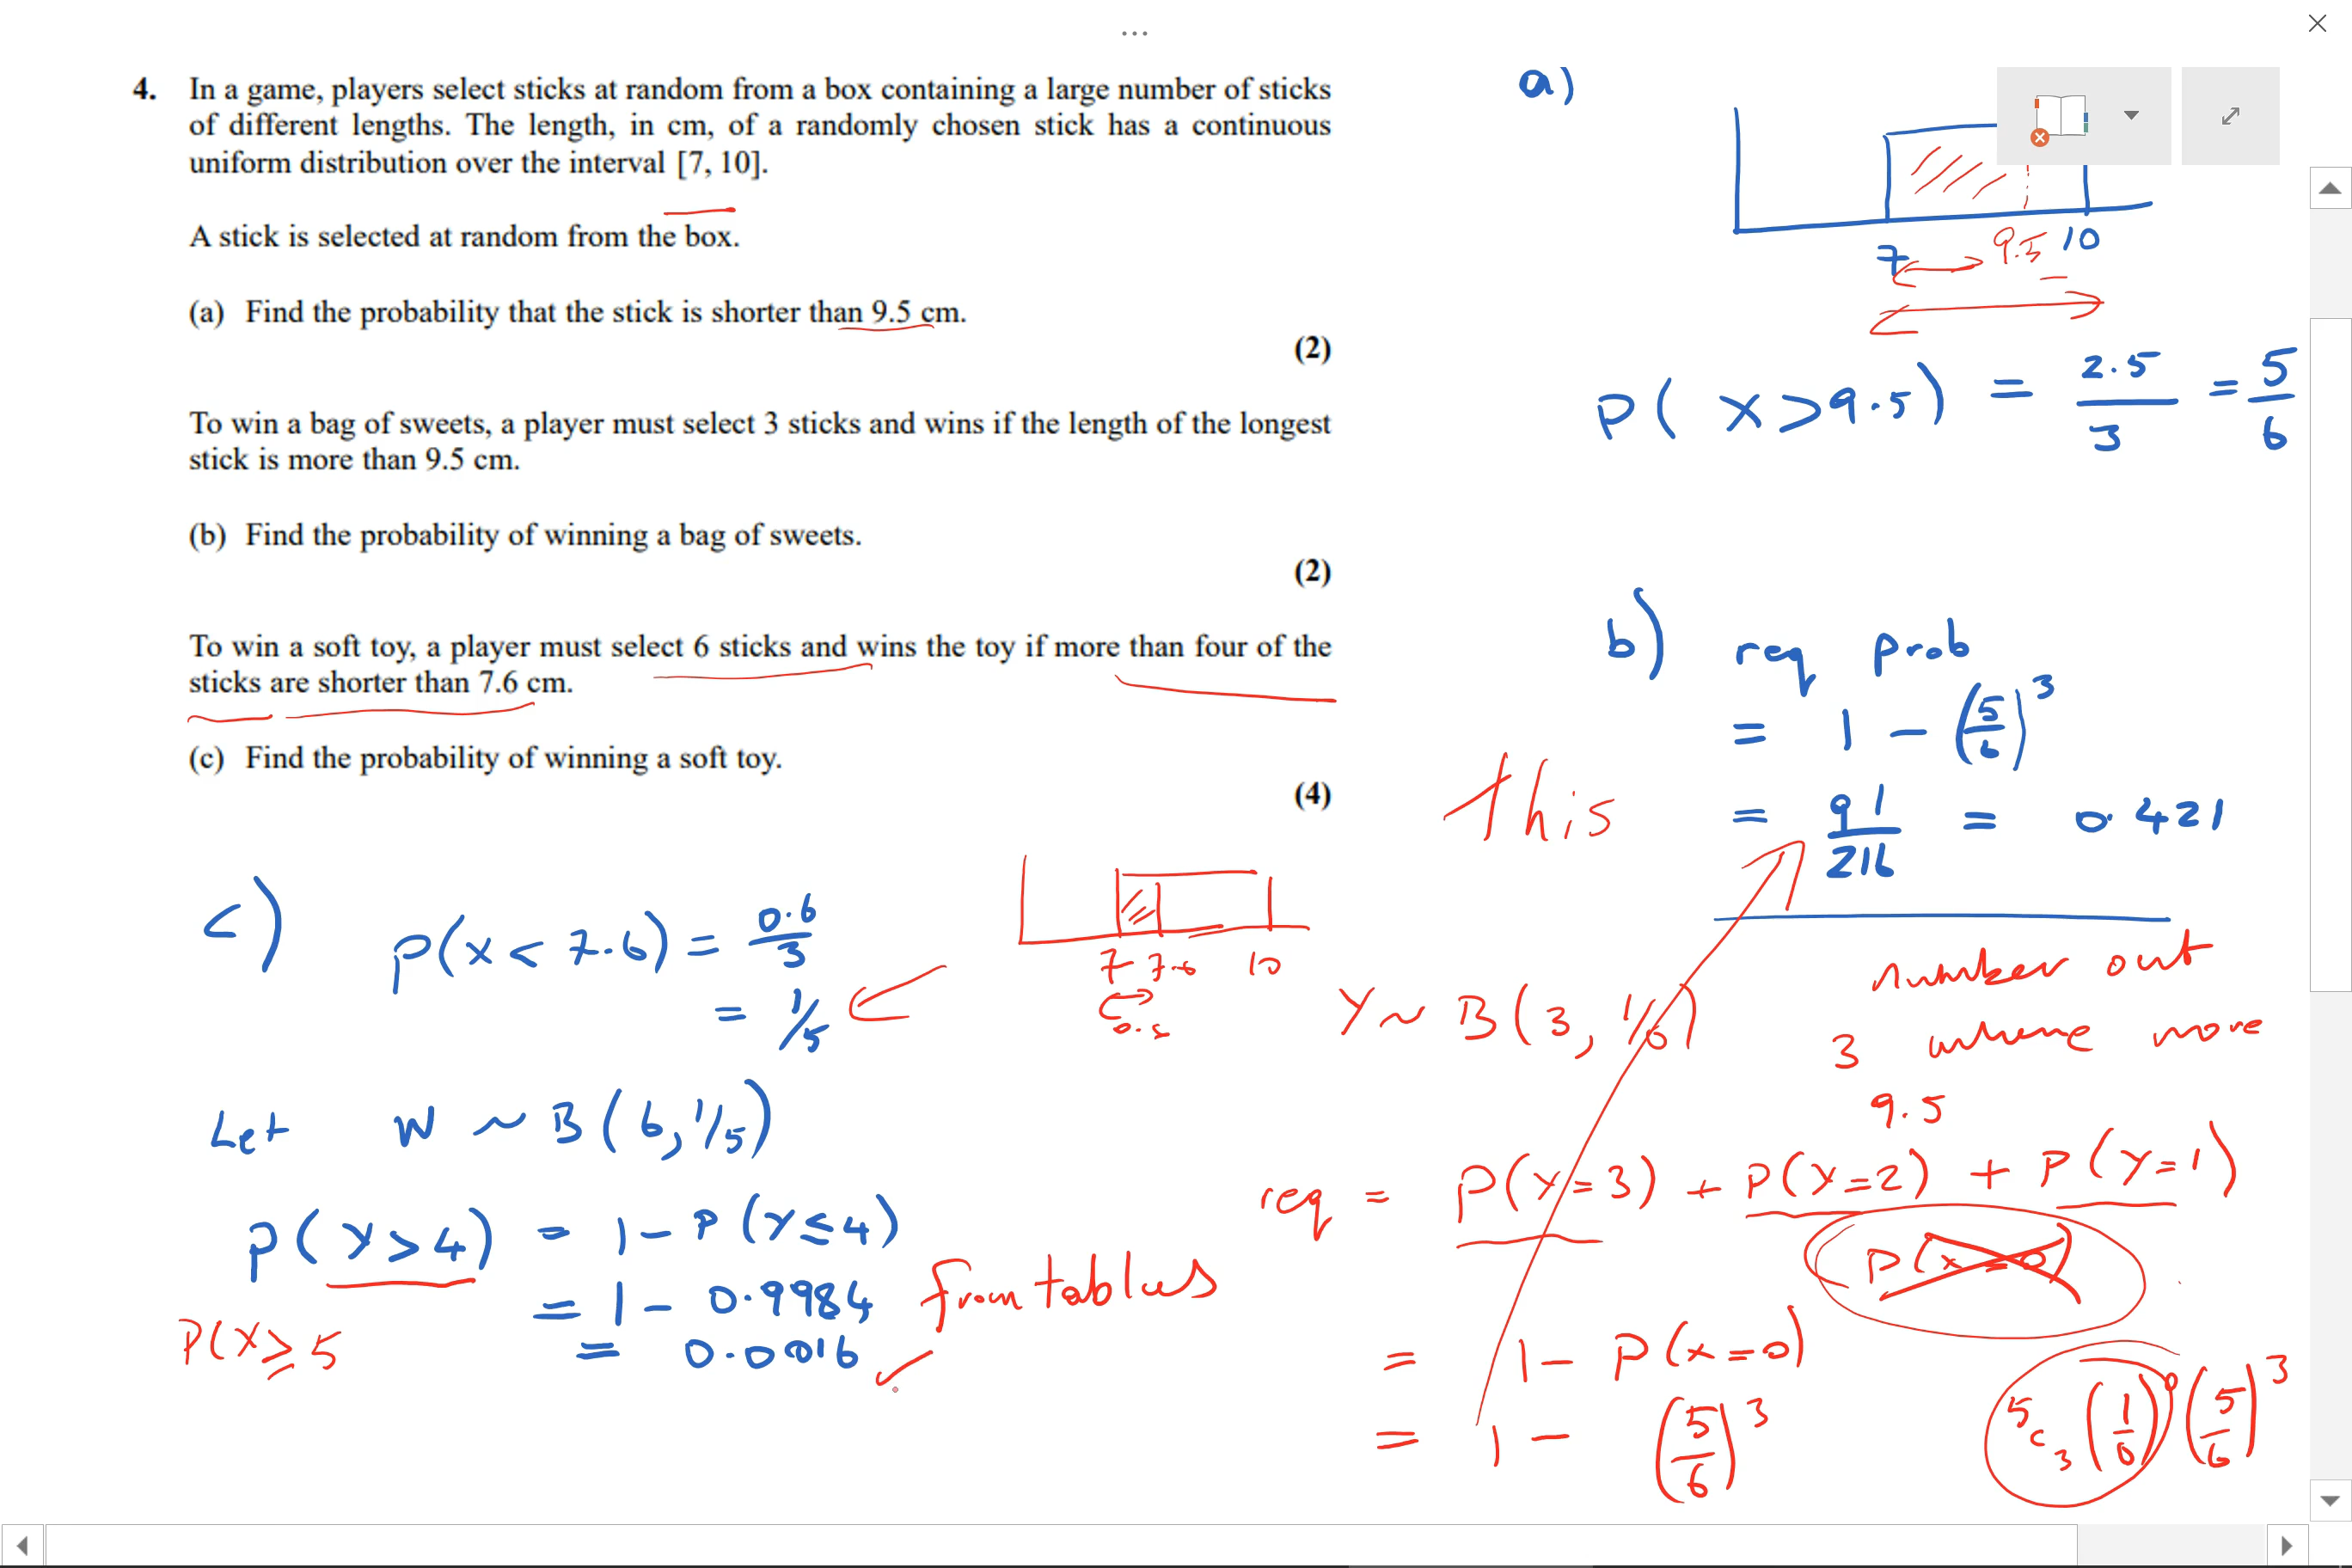 4. In a game, players select sticks at random from a box containing a large number of sticks
of different lengths. The length, in cm, of a randomly chosen stick has a continuous
uniform distribution over the interval [7, 10].
A stick is selected at random from the box.
(a) Find the probability that the stick is shorter than 9.5 cm.
(2)
To win a bag of sweets, a player must select 3 sticks and wins if the length of the longest
stick is more than 9.5 cm.
(b) Find the probability of winning a bag of sweets.
(2)
To win a soft toy, a player must select 6 sticks and wins the toy if more than four of the
sticks are shorter than 7.6 cm.
(c) Find the probability of winning a soft toy.
(4)
a)
7 9.5 10
P( X > 9.5 ) = 2.5/3 = 5/6
b) req prob
= 1 - (5/6)^3
= 91/216 = 0.421
this
c) P(X < 7.6) = 0.6/3
= 1/5
7 7.6 10
Let W ~ B(6, 1/5)
P(Y > 4) = 1 - P(Y ≤ 4)
= 1 - 0.9984 from tables
= 0.0016
P(X ≥ 5
Y ~ B(3, 1/6)
number out
3 where more
9.5
req = P(Y=3) + P(Y=2) + P(Y=1)
P(X=0)
= 1 - P(X=0)
= 1 - (5/6)^3
5C3 (1/6)^0 (5/6)^3